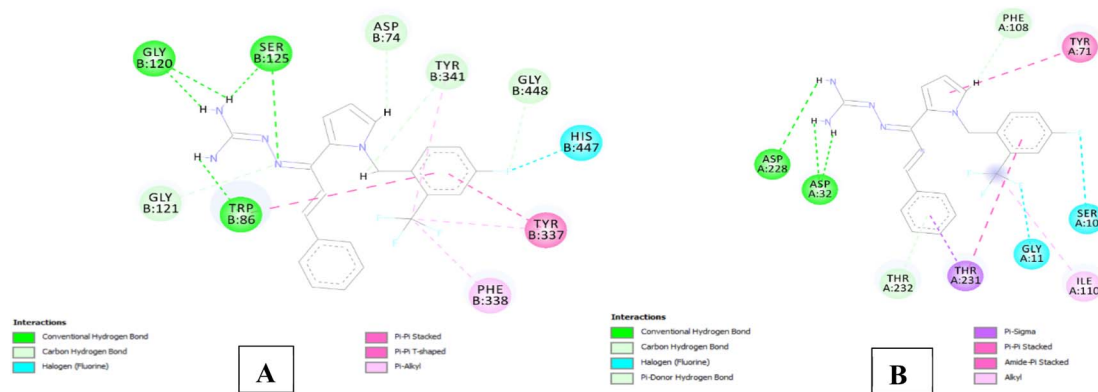 GLY
B:120
SER
B:125
ASP
B:74
TYR
B:341
GLY
B:448
HIS
B:447
GLY
B:121
TRP
B:86
TYR
B:337
PHE
B:338
H
H
H
H
H
N
N
N
N
N
Interactions
Conventional Hydrogen Bond
Carbon Hydrogen Bond
Halogen (Fluorine)
Pi-Pi Stacked
Pi-Pi T-shaped
Pi-Alkyl
A
PHE
A:108
TYR
A:71
ASP
A:228
ASP
A:32
SER
A:10
GLY
A:11
THR
A:231
THR
A:232
ILE
A:110
H
H
H
H
N
N
N
N
N
Interactions
Conventional Hydrogen Bond
Carbon Hydrogen Bond
Halogen (Fluorine)
Pi-Donor Hydrogen Bond
Pi-Sigma
Pi-Pi Stacked
Amide-Pi Stacked
Alkyl
B